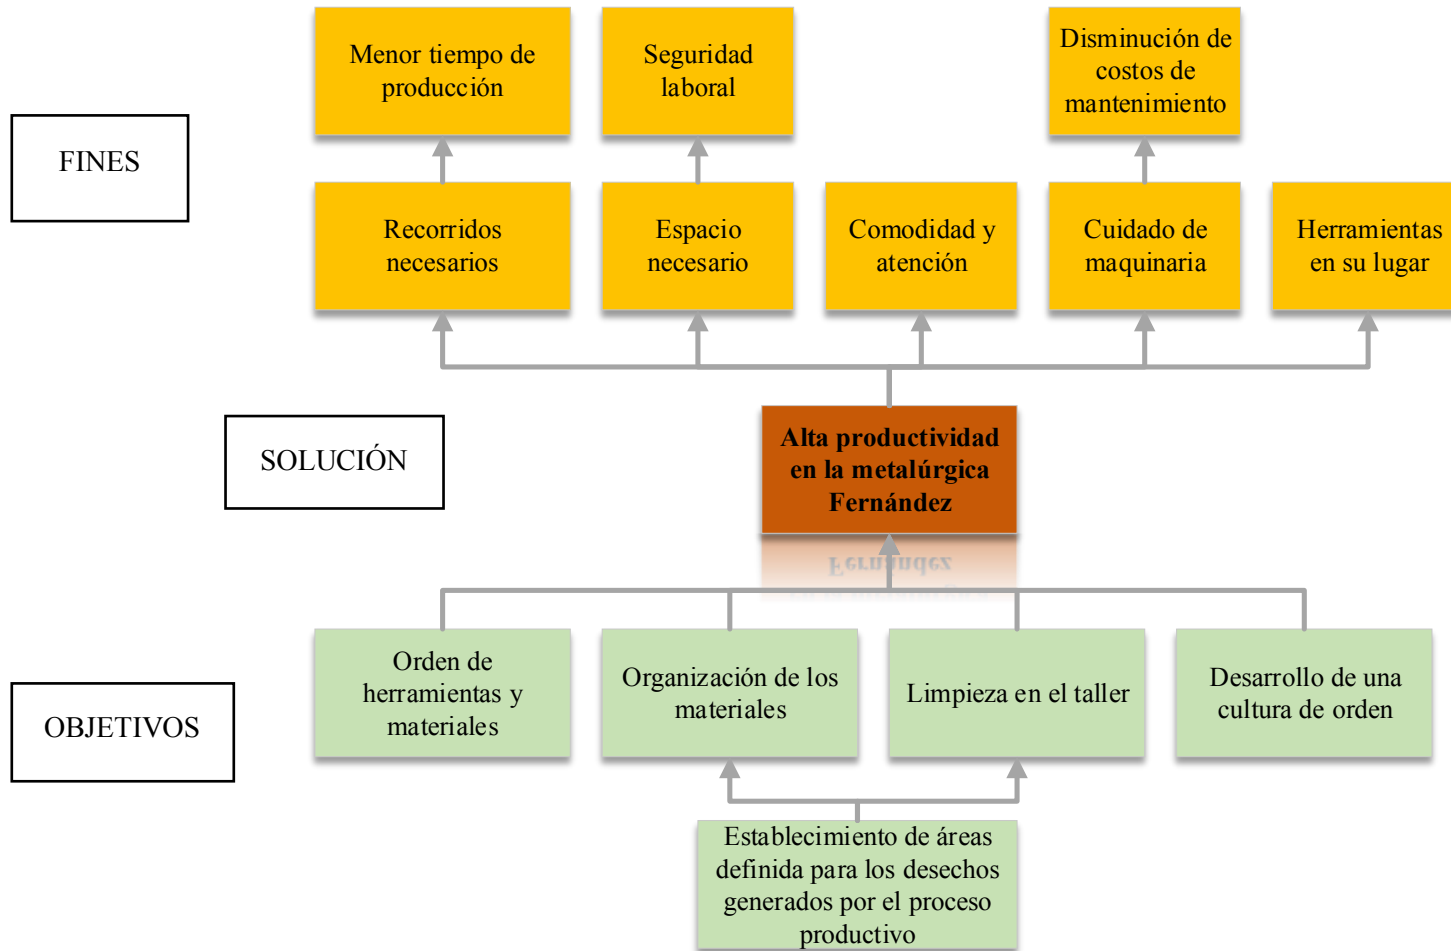 Menor tiempo de
producción
Seguridad
laboral
Disminución de
costos de
mantenimiento
FINES
Recorridos
necesarios
Espacio
necesario
Comodidad y
atención
Cuidado de
maquinaria
Herramientas
en su lugar
SOLUCIÓN
Alta productividad
en la metalúrgica
Fernández
OBJETIVOS
Orden de
herramientas y
materiales
Organización de los
materiales
Limpieza en el taller
Desarrollo de una
cultura de orden
Establecimiento de áreas
definida para los desechos
generados por el proceso
productivo